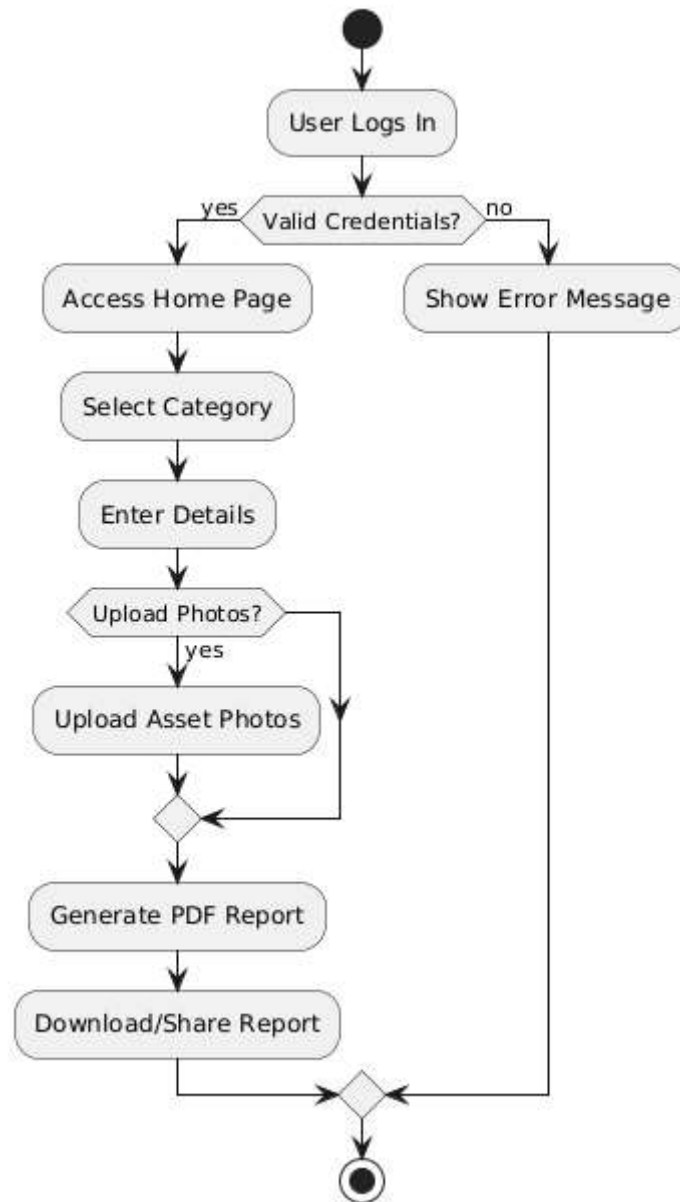 User Logs In
yes
Valid Credentials?
no
Access Home Page
Show Error Message
Select Category
Enter Details
Upload Photos?
yes
Upload Asset Photos
Generate PDF Report
Download/Share Report